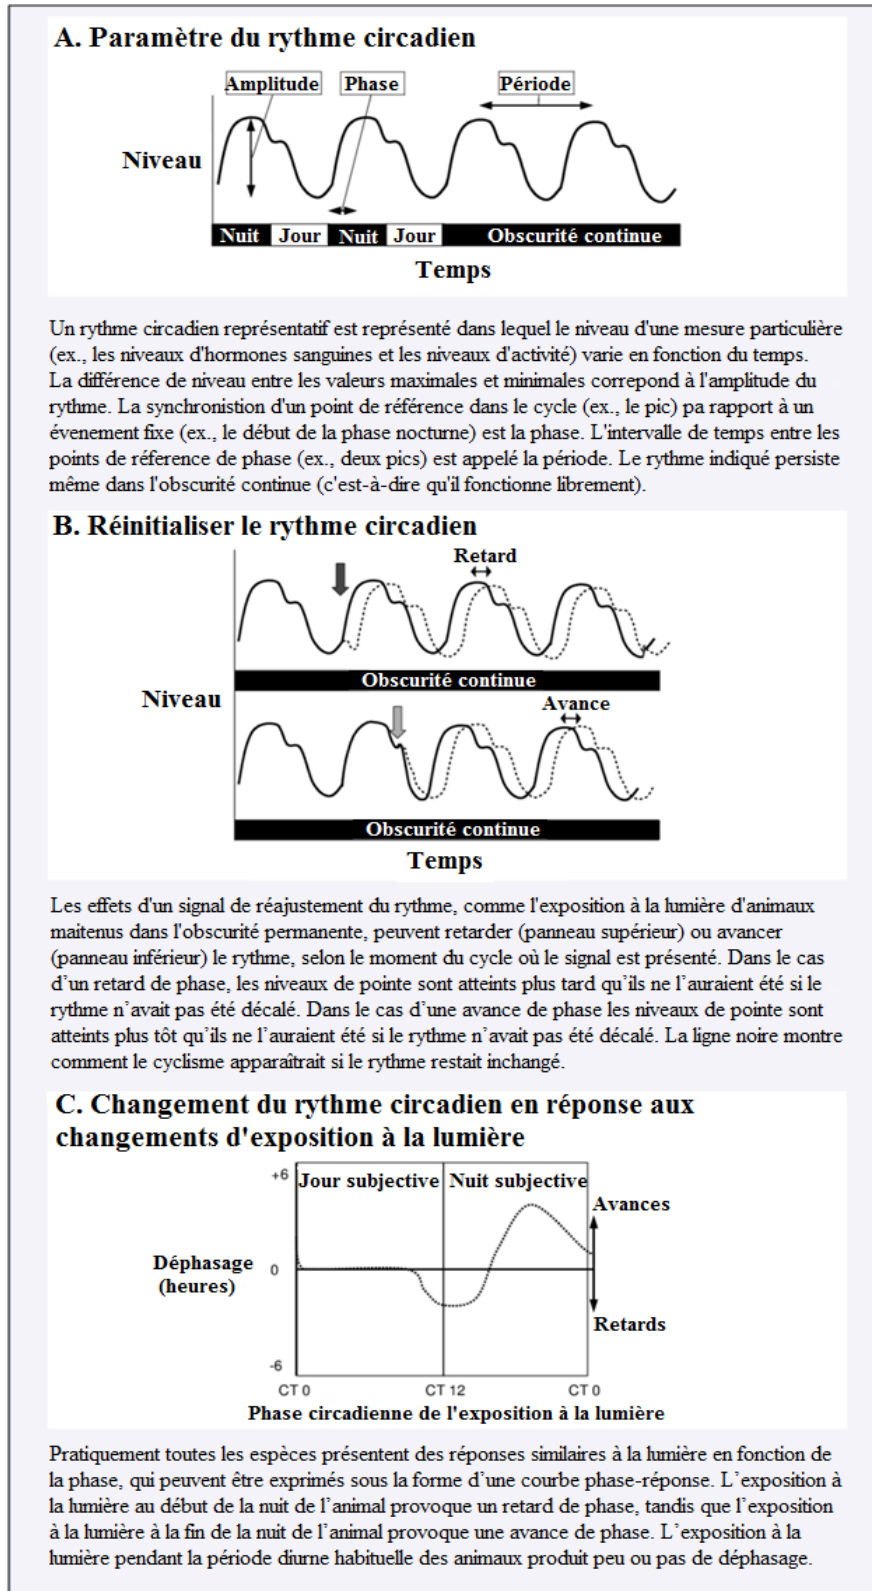 A. Paramètre du rythme circadien
Amplitude Phase Période
Niveau
Nuit Jour Nuit Jour Obscurité continue
Temps
Un rythme circadien représentatif est représenté dans lequel le niveau d'une mesure particulière
(ex., les niveaux d'hormones sanguines et les niveaux d'activité) varie en fonction du temps.
La différence de niveau entre les valeurs maximales et minimales correpond à l'amplitude du
rythme. La synchronistion d'un point de référence dans le cycle (ex., le pic) pa rapport à un
évenement fixe (ex., le début de la phase nocturne) est la phase. L'intervalle de temps entre les
points de réference de phase (ex., deux pics) est appelé la période. Le rythme indiqué persiste
même dans l'obscurité continue (c'est-à-dire qu'il fonctionne librement).
B. Réinitialiser le rythme circadien
Retard
Obscurité continue
Niveau
Avance
Obscurité continue
Temps
Les effets d'un signal de réajustement du rythme, comme l'exposition à la lumière d'animaux
maitenus dans l'obscurité permanente, peuvent retarder (panneau supérieur) ou avancer
(panneau inférieur) le rythme, selon le moment du cycle où le signal est présenté. Dans le cas
d’un retard de phase, les niveaux de pointe sont atteints plus tard qu’ils ne l’auraient été si le
rythme n’avait pas été décalé. Dans le cas d’une avance de phase les niveaux de pointe sont
atteints plus tôt qu’ils ne l’auraient été si le rythme n’avait pas été décalé. La ligne noire montre
comment le cyclisme apparaîtrait si le rythme restait inchangé.
C. Changement du rythme circadien en réponse aux
changements d'exposition à la lumière
+6 Jour subjective Nuit subjective
Avances
Déphasage
(heures)
0
Retards
-6
CT 0 CT 12 CT 0
Phase circadienne de l'exposition à la lumière
Pratiquement toutes les espèces présentent des réponses similaires à la lumière en fonction de
la phase, qui peuvent être exprimés sous la forme d’une courbe phase-réponse. L’exposition à
la lumière au début de la nuit de l’animal provoque un retard de phase, tandis que l’exposition
à la lumière à la fin de la nuit de l’animal provoque une avance de phase. L’exposition à la
lumière pendant la période diurne habituelle des animaux produit peu ou pas de déphasage.